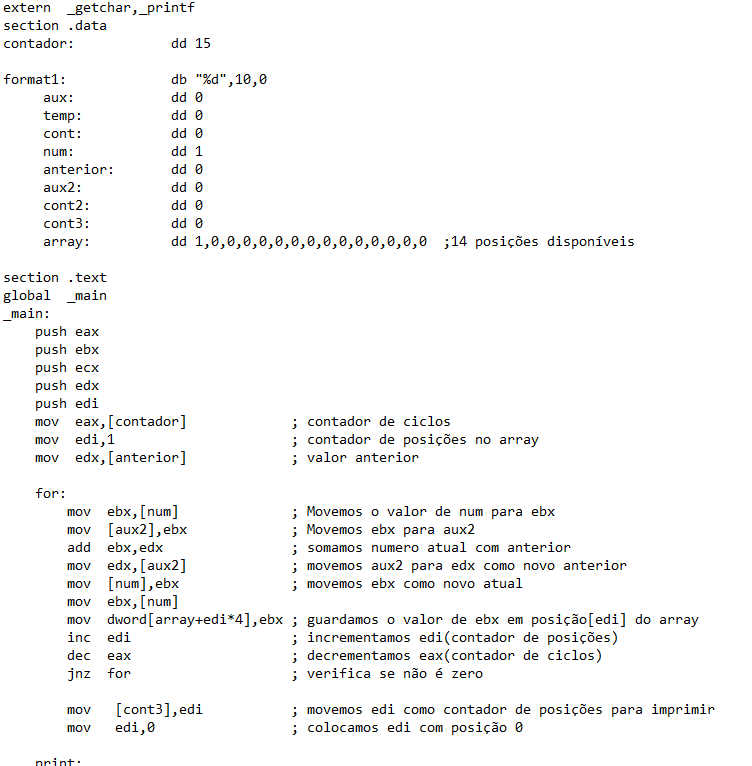 extern  _getchar,_printf
section .data
contador:            dd 15
format1:             db "%d",10,0
     aux:            dd 0
     temp:           dd 0
     cont:           dd 0
     num:            dd 1
     anterior:       dd 0
     aux2:           dd 0
     cont2:          dd 0
     cont3:          dd 0
     array:          dd 1,0,0,0,0,0,0,0,0,0,0,0,0,0,0  ;14 posições disponíveis
section .text
global  _main
_main:
    push eax
    push ebx
    push ecx
    push edx
    push edi
    mov  eax,[contador]             ; contador de ciclos
    mov  edi,1                      ; contador de posições no array
    mov  edx,[anterior]             ; valor anterior
    for:
        mov  ebx,[num]              ; Movemos o valor de num para ebx
        mov  [aux2],ebx             ; Movemos ebx para aux2
        add  ebx,edx                ; somamos numero atual com anterior
        mov  edx,[aux2]             ; movemos aux2 para edx como novo anterior
        mov  [num],ebx              ; movemos ebx como novo atual
        mov  ebx,[num]
        mov  dword[array+edi*4],ebx ; guardamos o valor de ebx em posição[edi] do array
        inc  edi                    ; incrementamos edi(contador de posições)
        dec  eax                    ; decrementamos eax(contador de ciclos)
        jnz  for                    ; verifica se não é zero
        mov   [cont3],edi           ; movemos edi como contador de posições para imprimir
        mov   edi,0                 ; colocamos edi com posição 0
    print: